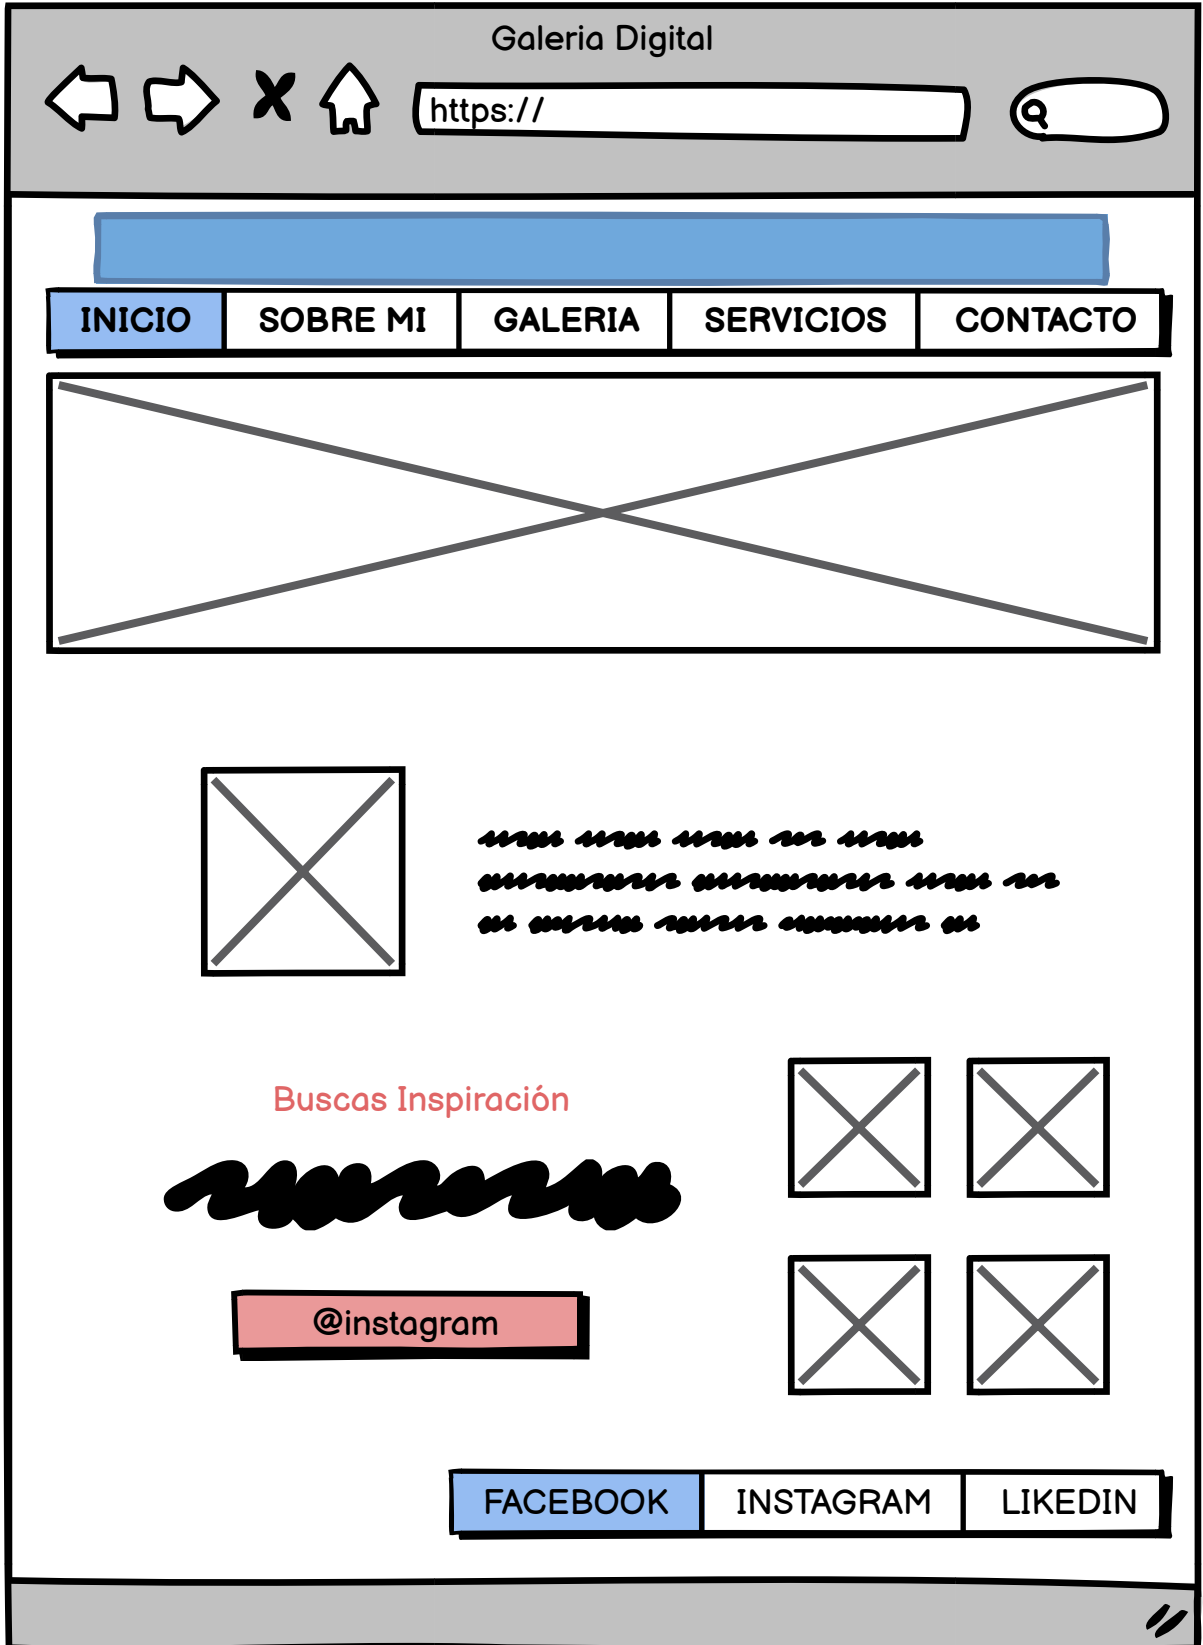 Galeria Digital
https://
INICIO SOBRE MI GALERIA SERVICIOS CONTACTO
Buscas Inspiración
@instagram
FACEBOOK INSTAGRAM LIKEDIN